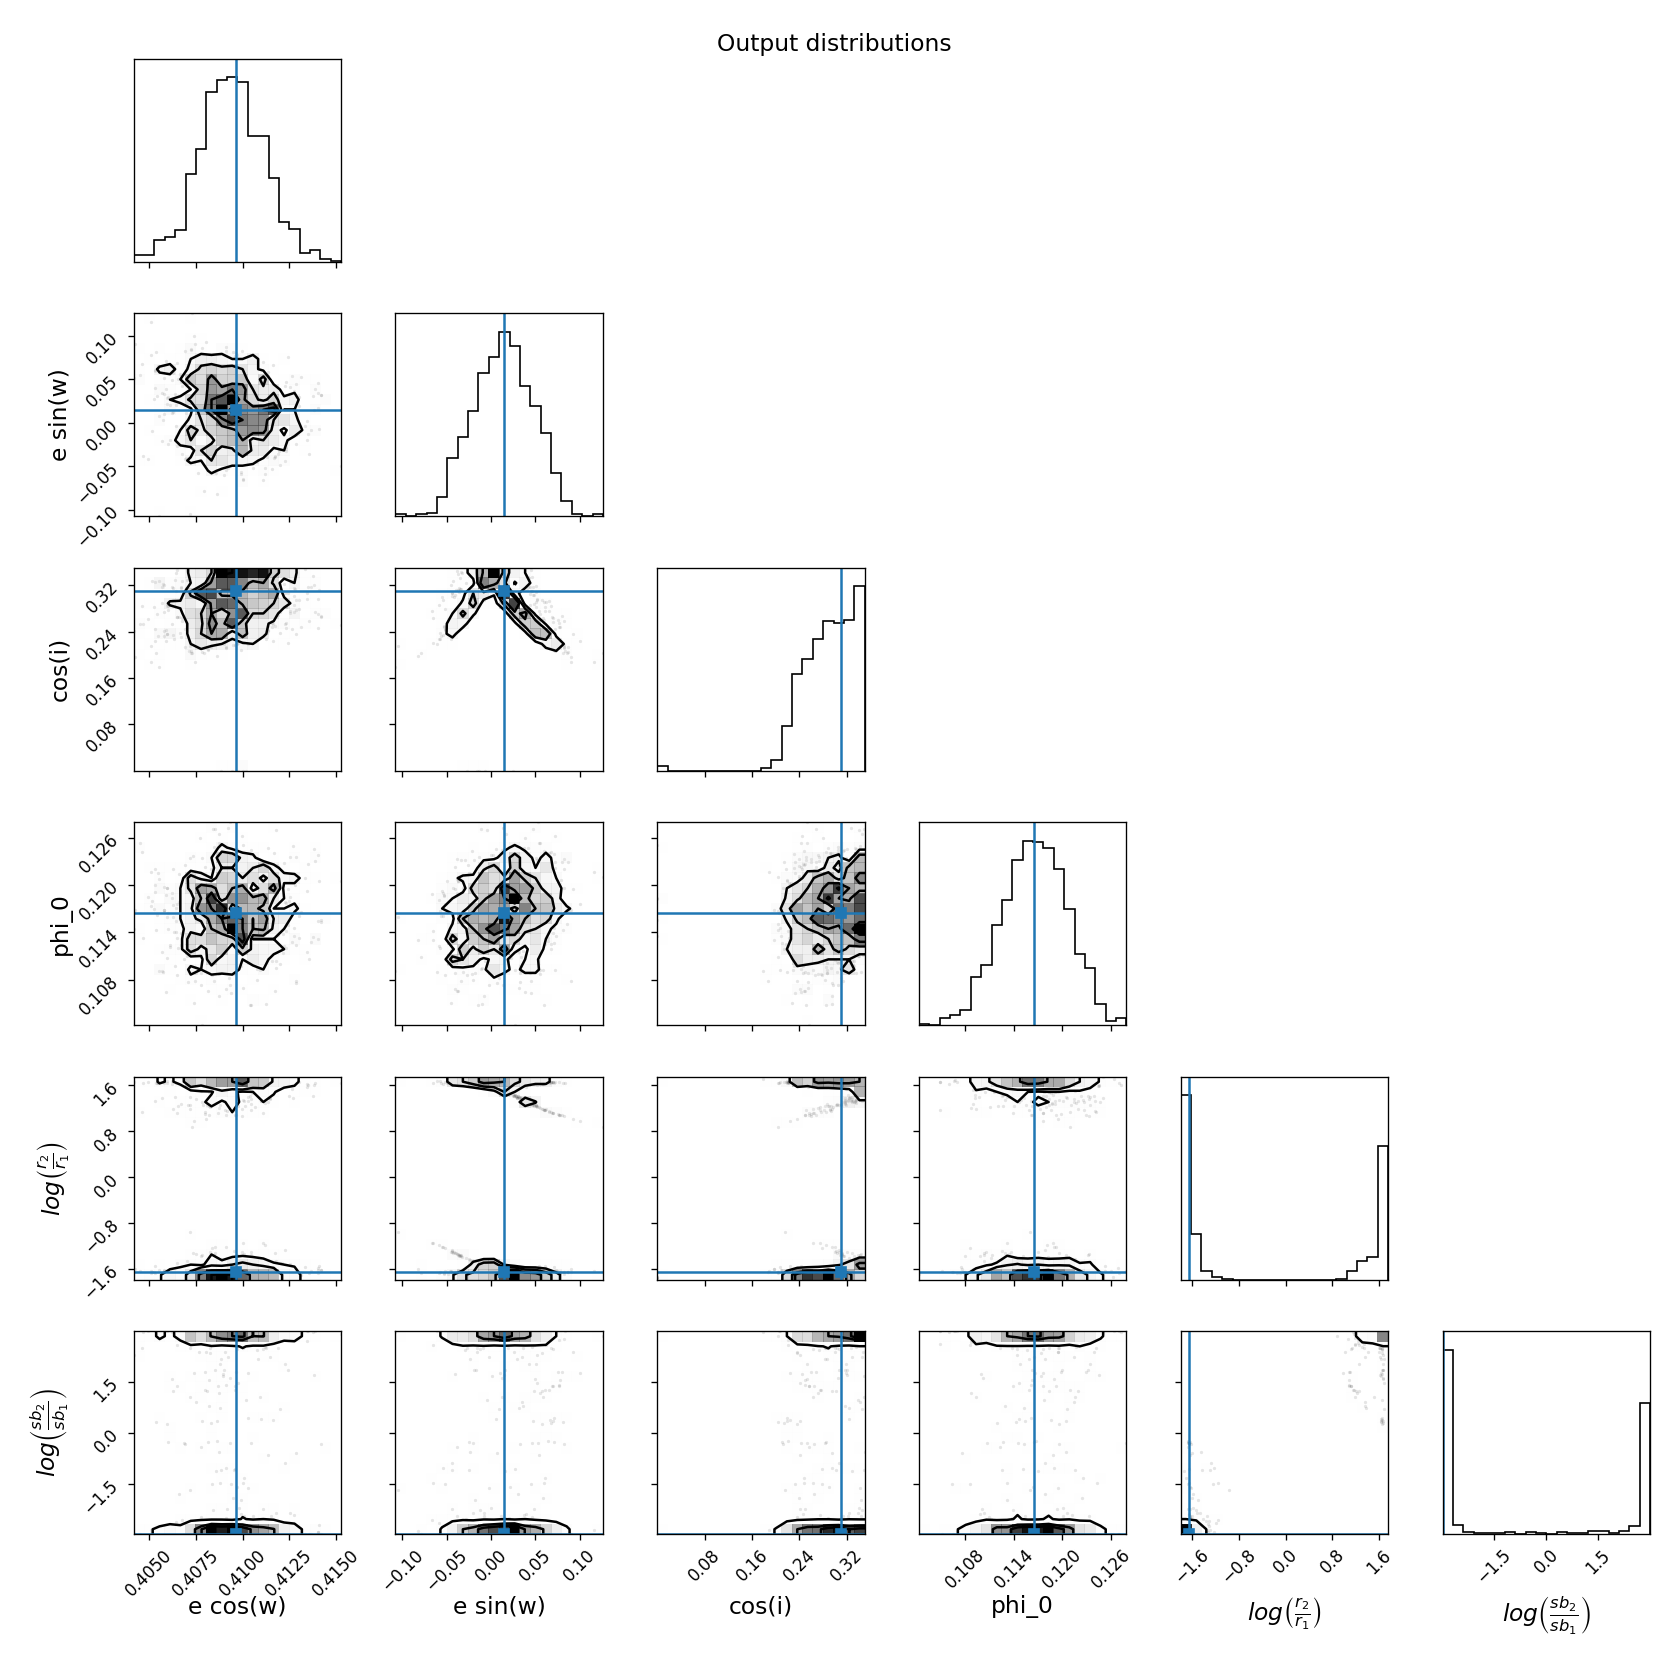 Output distributions
0.10
0.05
0.00
−0.05
−0.10
e sin(w)
0.32
0.24
0.16
0.08
cos(i)
0.126
0.120
0.114
0.108
phi_0
1.6
0.8
0.0
−0.8
−1.6
log(r₂/r₁)
1.5
0.0
−1.5
log(sb₂/sb₁)
0.4050 0.4075 0.4100 0.4125 0.4150 −0.10 −0.05 0.00 0.05 0.10 0.08 0.16 0.24 0.32 0.108 0.114 0.120 0.126 −1.6 −0.8 0.0 0.8 1.6 −1.5 0.0 1.5
e cos(w) e sin(w) cos(i) phi_0 log(r₂/r₁) log(sb₂/sb₁)